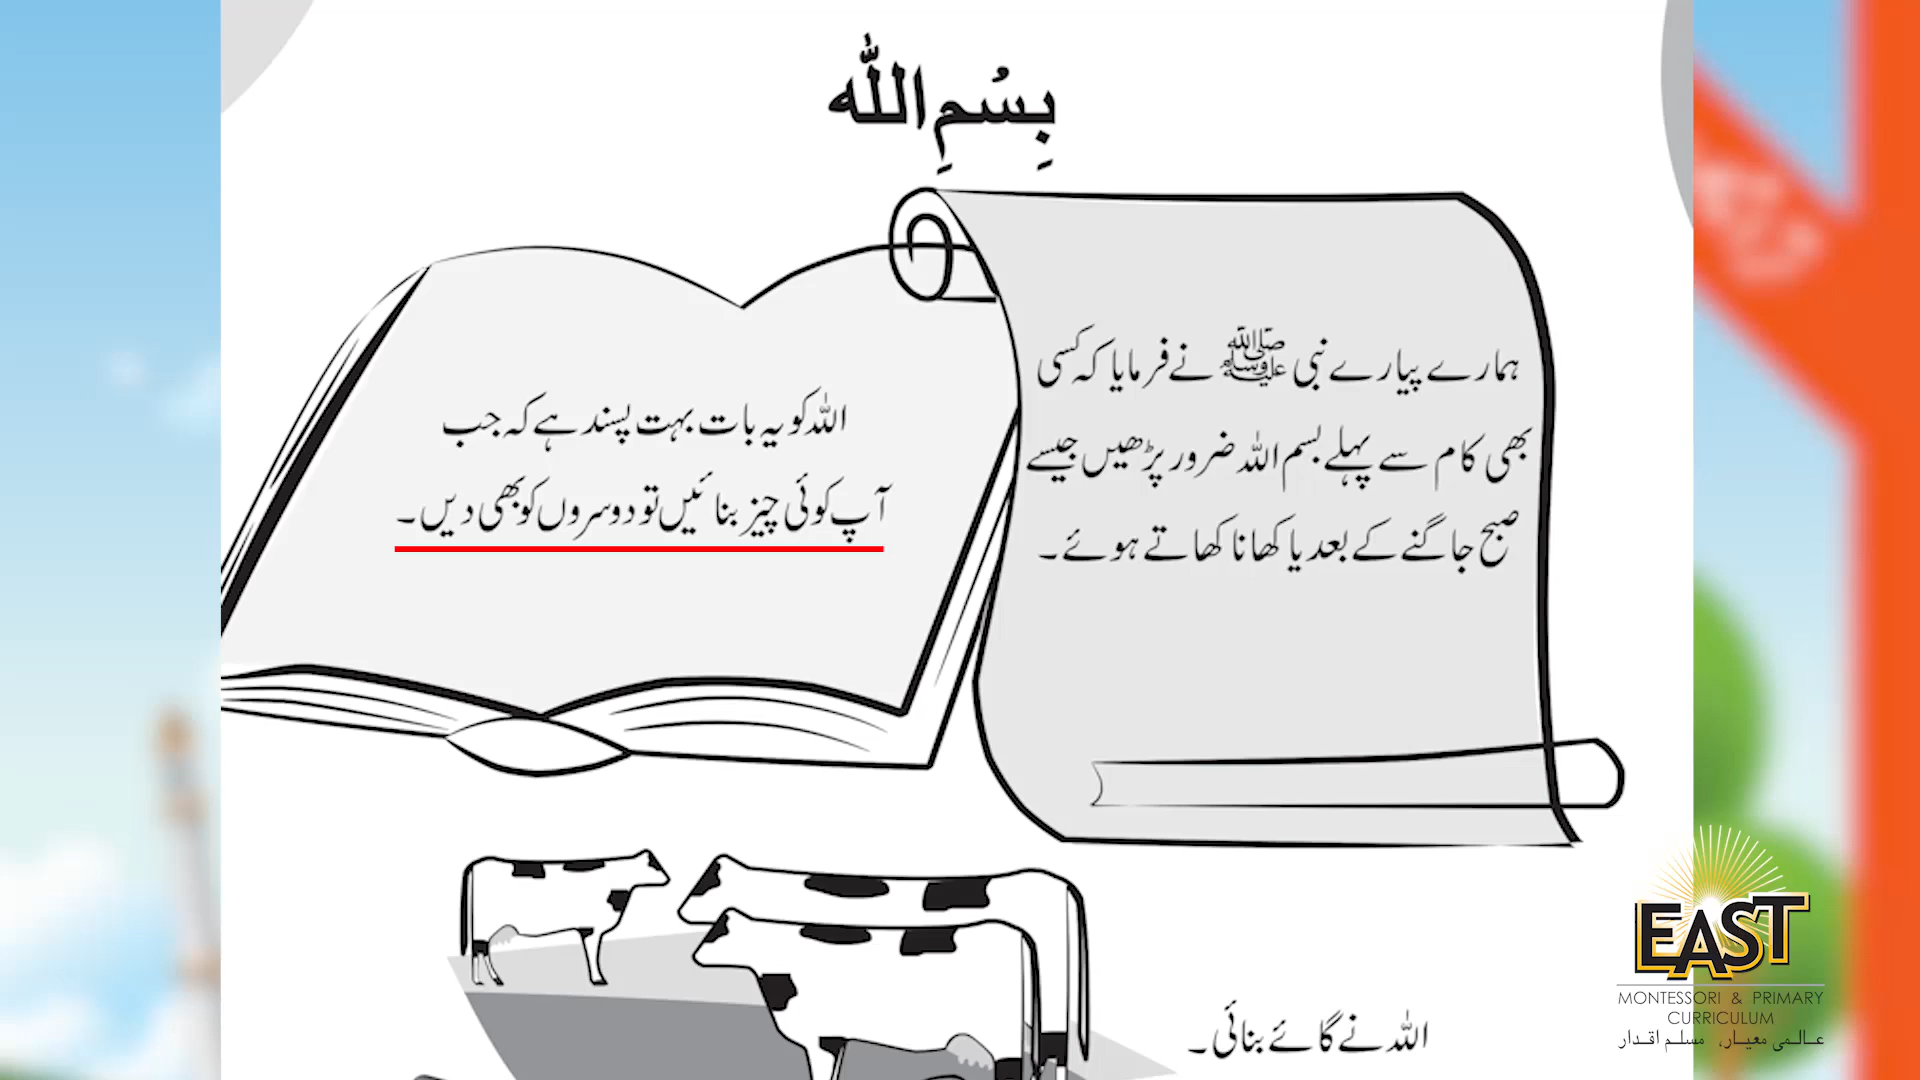 بِسْمِ اللّٰه
ہمارے پیارے نبی ﷺ نے فرمایا کہ کسی
بھی کام سے پہلے بسم اللہ ضرور پڑھیں جیسے
صبح جاگنے کے بعد یا کھانا کھاتے ہوئے۔
اللہ کو یہ بات بہت پسند ہے کہ جب
آپ کوئی چیز بنائیں تو دوسروں کو بھی دیں۔
اللہ نے گائے بنائی۔
EAST
MONTESSORI & PRIMARY
CURRICULUM
عالمی معیار، مسلم اقدار